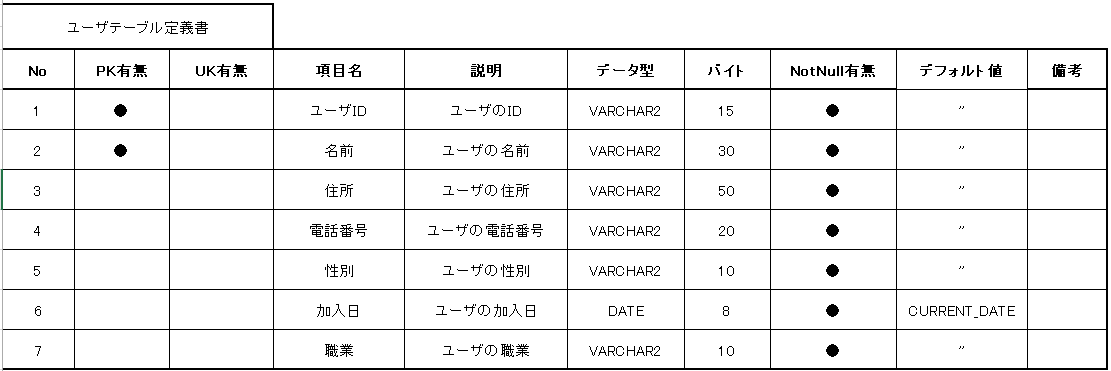 ユーザテーブル定義書
No PK有無 UK有無 項目名 説明 データ型 バイト NotNull有無 デフォルト値 備考
1 ● ユーザID ユーザのID VARCHAR2 15 ● ”
2 ● 名前 ユーザの名前 VARCHAR2 30 ● ”
3 住所 ユーザの住所 VARCHAR2 50 ● ”
4 電話番号 ユーザの電話番号 VARCHAR2 20 ● ”
5 性別 ユーザの性別 VARCHAR2 10 ● ”
6 加入日 ユーザの加入日 DATE 8 ● CURRENT_DATE
7 職業 ユーザの職業 VARCHAR2 10 ● ”